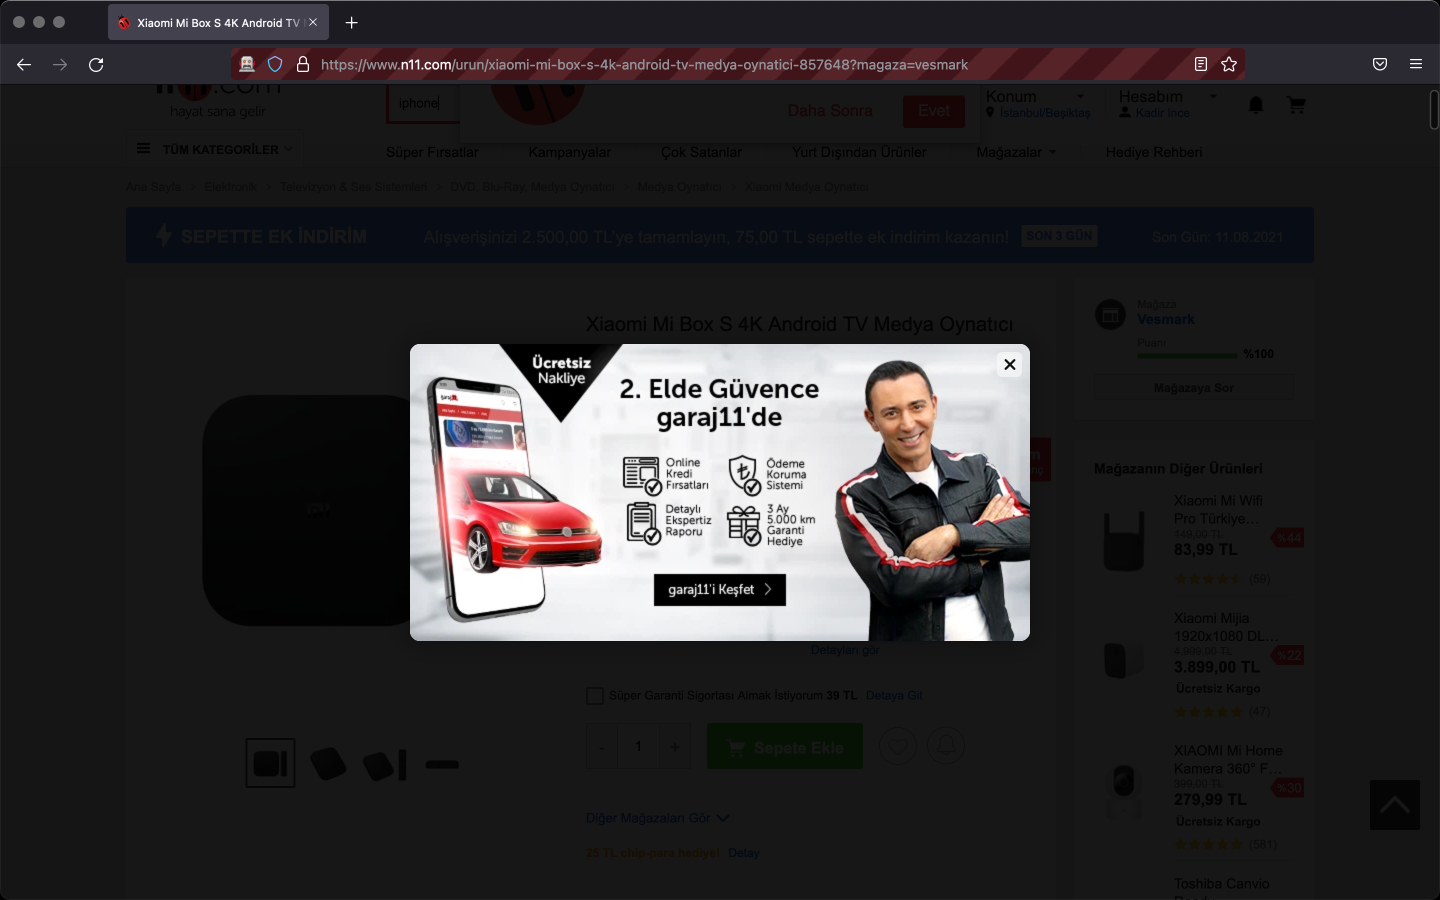 Xiaomi Mi Box S 4K Android TV
https://www.n11.com/urun/xiaomi-mi-box-s-4k-android-tv-medya-oynatici-857648?magaza=vesmark
hayat sana gelir
iphone
Daha Sonra
Evet
Konum
İstanbul/Beşiktaş
Hesabım
Kadir İnce
TÜM KATEGORİLER
Süper Fırsatlar
Kampanyalar
Çok Satanlar
Yurt Dışından Ürünler
Mağazalar
Hediye Rehberi
Ana Sayfa > Elektronik > Televizyon & Ses Sistemleri > DVD, Blu-Ray, Medya Oynatıcı > Medya Oynatıcı > Xiaomi Medya Oynatıcı
SEPETTE EK İNDİRİM
Alışverişinizi 2.500,00 TL'ye tamamlayın, 75,00 TL sepette ek indirim kazanın!
SON 3 GÜN
Son Gün: 11.08.2021
Xiaomi Mi Box S 4K Android TV Medya Oynatıcı
Ücretsiz
Nakliye
2. Elde Güvence
garaj11'de
Online
Kredi
Fırsatları
Ödeme
Koruma
Sistemi
Detaylı
Ekspertiz
Raporu
3 Ay
5.000 km
Garanti
Hediye
garaj11'i Keşfet
Detayları gör
Süper Garanti Sigortası Almak İstiyorum 39 TL Detaya Git
- 1 +
Sepete Ekle
Diğer Mağazaları Gör
25 TL chip-para hediye! Detay
Mağaza
Vesmark
Puanı
%100
Mağazaya Sor
Mağazanın Diğer Ürünleri
Xiaomi Mi Wifi
Pro Türkiye...
149,00 TL
83,99 TL
%44
(59)
Xiaomi Mijia
1920x1080 DL...
4.999,00 TL
3.899,00 TL
%22
Ücretsiz Kargo
(47)
XIAOMI Mi Home
Kamera 360° F...
399,00 TL
279,99 TL
%30
Ücretsiz Kargo
(581)
Toshiba Canvio